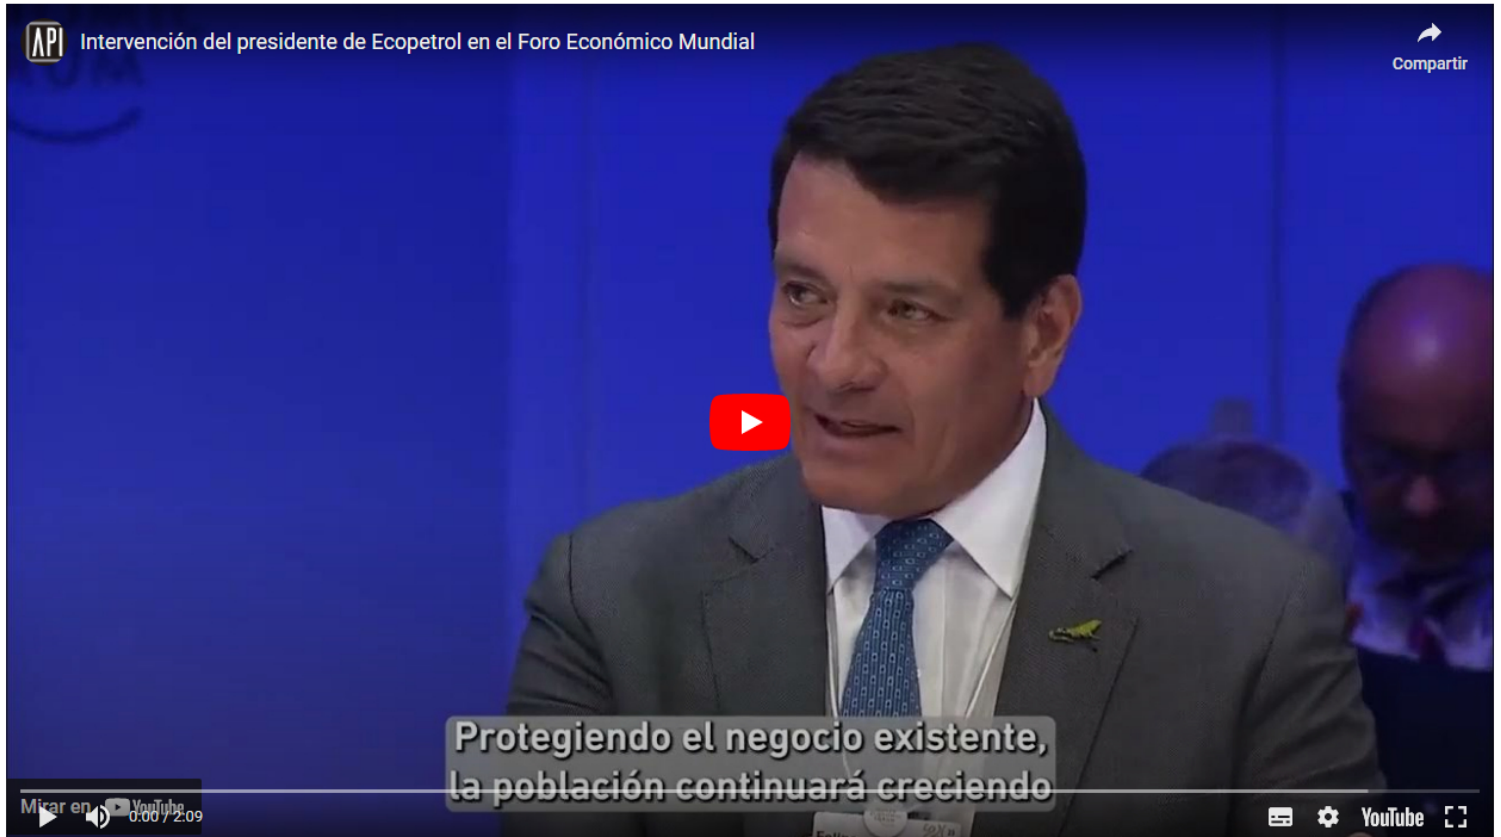 API
Intervención del presidente de Ecopetrol en el Foro Económico Mundial
Compartir
Protegiendo el negocio existente,
la población continuará creciendo
Mirar en YouTube
0:00 / 2:09
YouTube